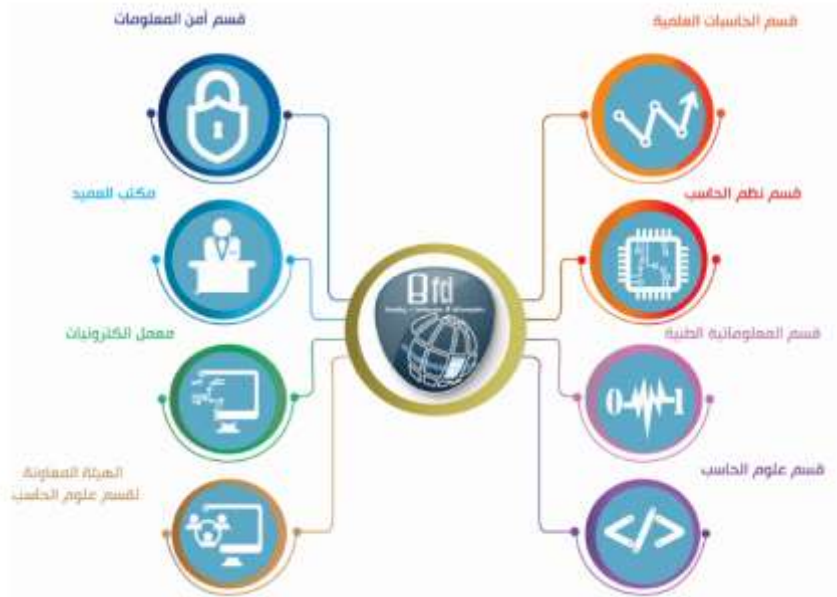 قسم الحاسبات العلمية
قسم أمن المعلومات
قسم نظم الحاسب
مكتب العميد
fci
قسم المعلوماتية الطبية
معمل الكترونيات
0 1
قسم علوم الحاسب
الهيئة المعاونة
لقسم علوم الحاسب
</>